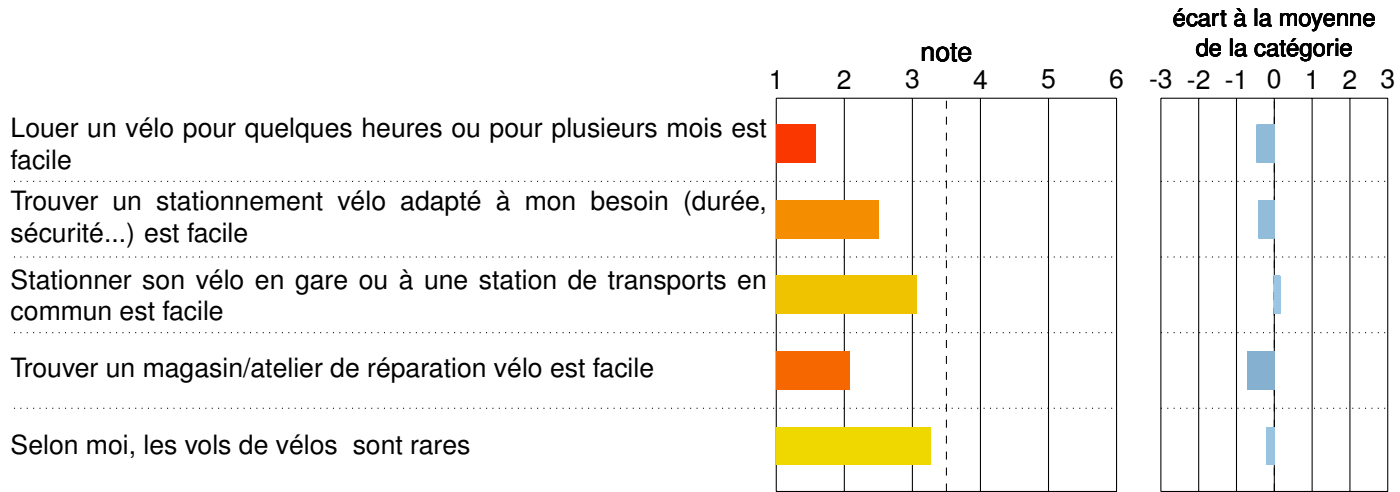 écart à la moyenne
de la catégorie
note
1 2 3 4 5 6
-3 -2 -1 0 1 2 3
Louer un vélo pour quelques heures ou pour plusieurs mois est
facile
Trouver un stationnement vélo adapté à mon besoin (durée,
sécurité...) est facile
Stationner son vélo en gare ou à une station de transports en
commun est facile
Trouver un magasin/atelier de réparation vélo est facile
Selon moi, les vols de vélos sont rares